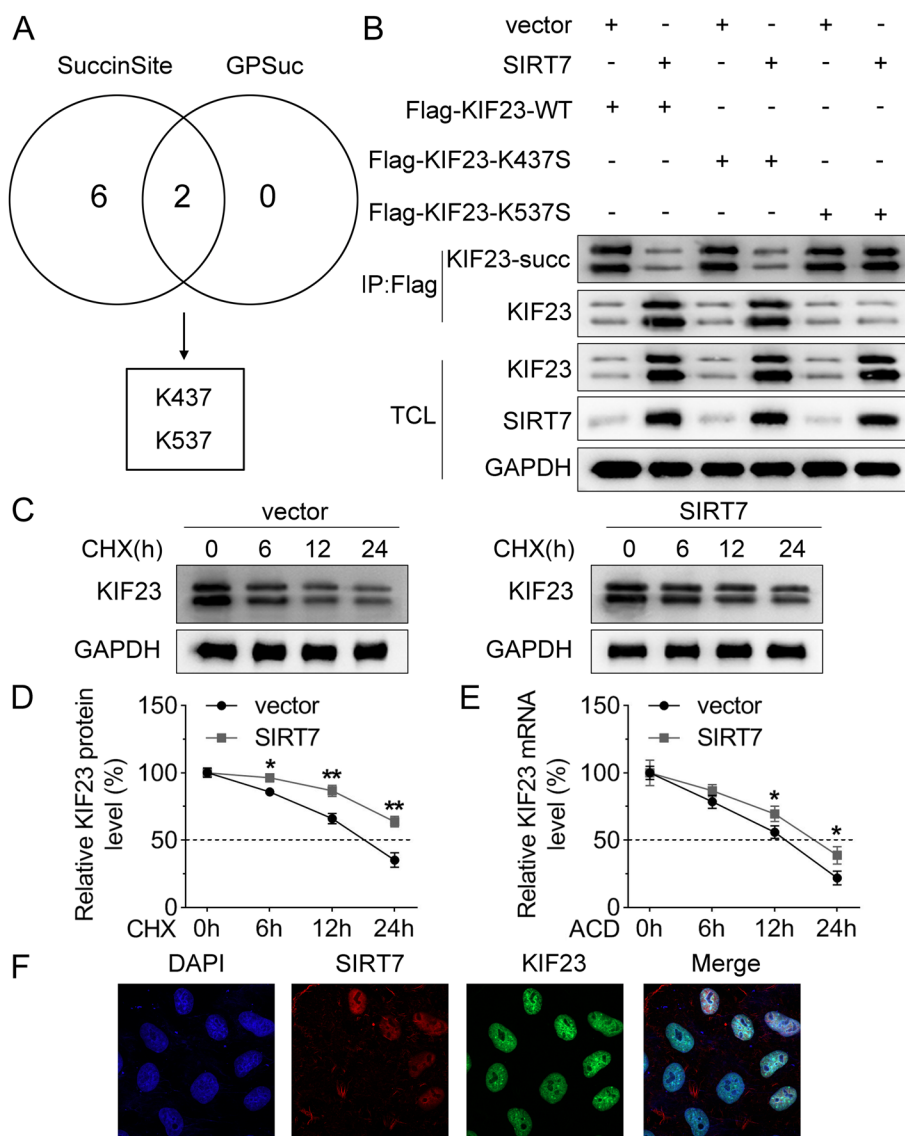 A
SuccinSite GPSuc
6 2 0
K437
K537
B
vector + - + - + -
SIRT7 - + - + - +
Flag-KIF23-WT + + - - - -
Flag-KIF23-K437S - - + + - -
Flag-KIF23-K537S - - - - + +
IP:Flag
KIF23-succ
KIF23
TCL
KIF23
SIRT7
GAPDH
C
vector
CHX(h) 0 6 12 24
KIF23
GAPDH
SIRT7
CHX(h) 0 6 12 24
KIF23
GAPDH
D
Relative KIF23 protein
level (%)
150
100
50
0
vector
SIRT7
* ** **
CHX 0h 6h 12h 24h
E
Relative KIF23 mRNA
level (%)
150
100
50
0
vector
SIRT7
* *
ACD 0h 6h 12h 24h
F
DAPI SIRT7 KIF23 Merge